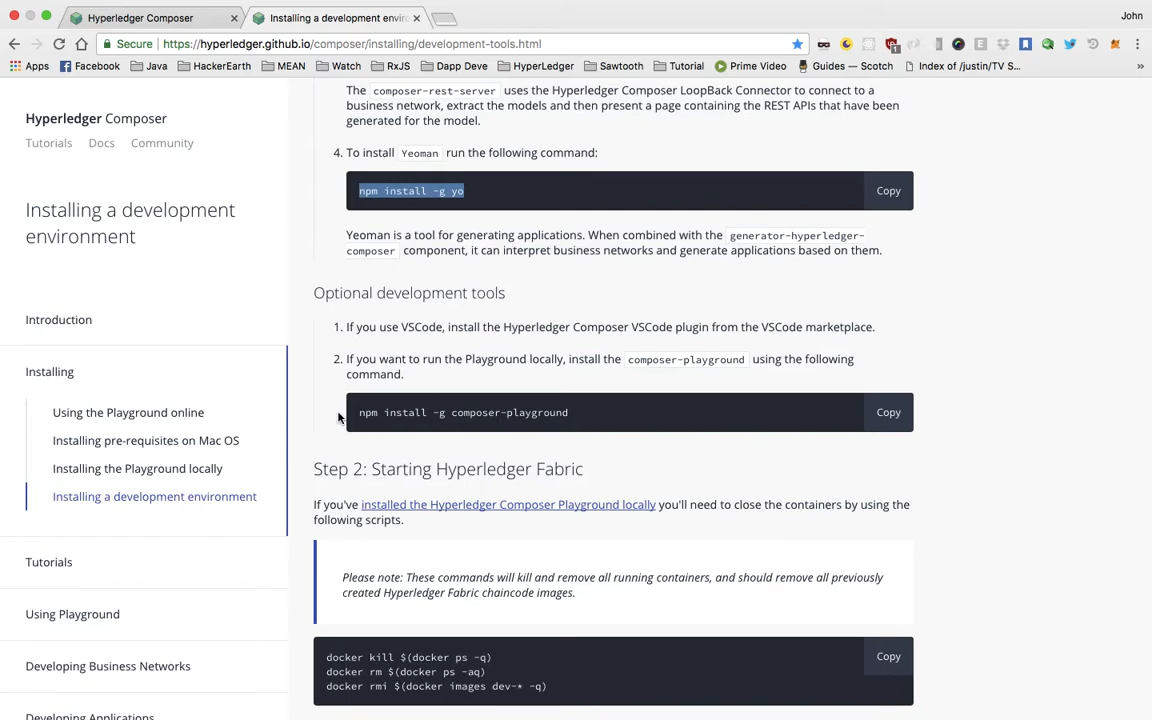 Hyperledger Composer
Installing a development enviro
John
Secure
https://hyperledger.github.io/composer/installing/development-tools.html
Apps
Facebook
Java
HackerEarth
MEAN
Watch
RxJS
Dapp Deve
HyperLedger
Sawtooth
Tutorial
Prime Video
Guides — Scotch
Index of /justin/TV S...
»
Hyperledger Composer
Tutorials
Docs
Community
Installing a development
environment
Introduction
Installing
Using the Playground online
Installing pre-requisites on Mac OS
Installing the Playground locally
Installing a development environment
Tutorials
Using Playground
Developing Business Networks
Developing Applications
The composer-rest-server uses the Hyperledger Composer LoopBack Connector to connect to a
business network, extract the models and then present a page containing the REST APIs that have been
generated for the model.
4. To install Yeoman run the following command:
npm install -g yo
Copy
Yeoman is a tool for generating applications. When combined with the generator-hyperledger-
composer component, it can interpret business networks and generate applications based on them.
Optional development tools
1. If you use VSCode, install the Hyperledger Composer VSCode plugin from the VSCode marketplace.
2. If you want to run the Playground locally, install the composer-playground using the following
command.
npm install -g composer-playground
Copy
Step 2: Starting Hyperledger Fabric
If you've installed the Hyperledger Composer Playground locally you'll need to close the containers by using the
following scripts.
Please note: These commands will kill and remove all running containers, and should remove all previously
created Hyperledger Fabric chaincode images.
docker kill $(docker ps -q)
docker rm $(docker ps -aq)
docker rmi $(docker images dev-* -q)
Copy